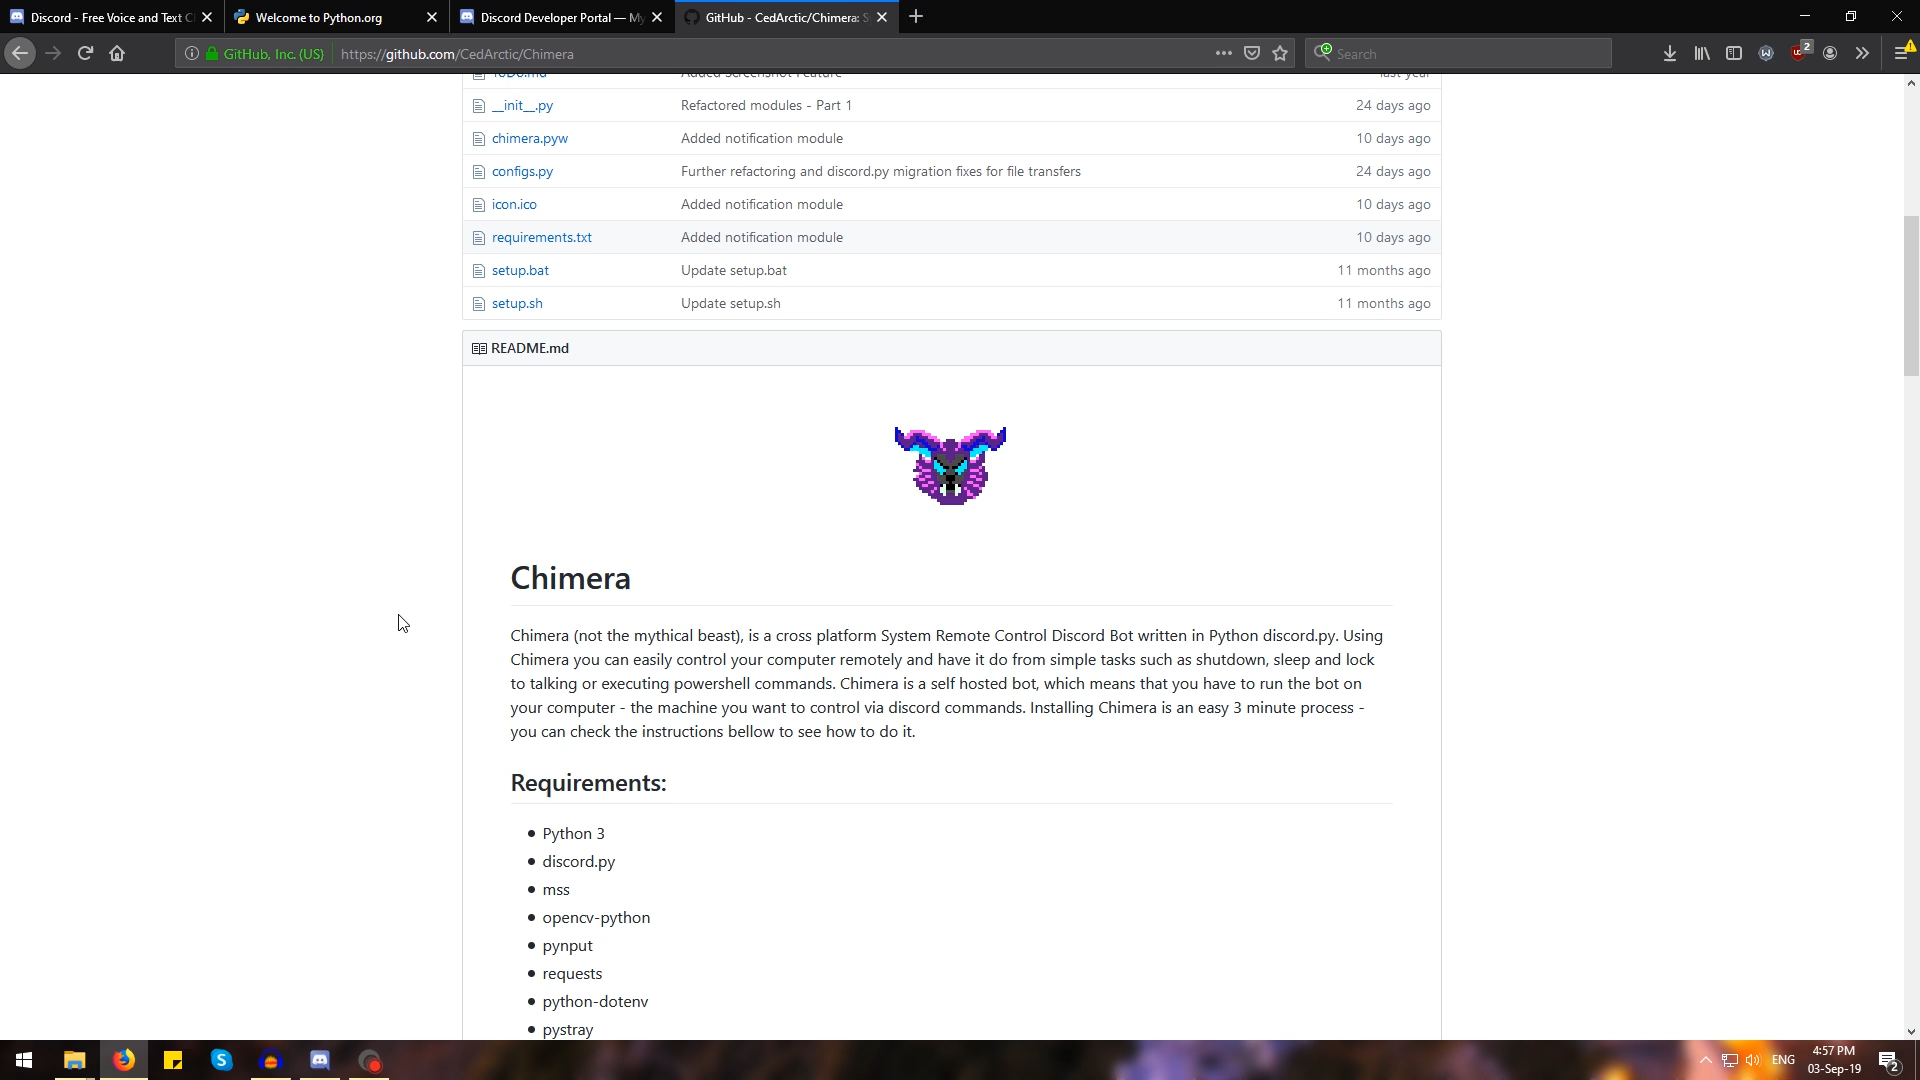 Discord - Free Voice and Text C
Welcome to Python.org
Discord Developer Portal — My
GitHub - CedArctic/Chimera: S
GitHub, Inc. (US)
https://github.com/CedArctic/Chimera
Search
2
ToDo.md Added Screenshot Feature last year
__init__.py Refactored modules - Part 1 24 days ago
chimera.pyw Added notification module 10 days ago
configs.py Further refactoring and discord.py migration fixes for file transfers 24 days ago
icon.ico Added notification module 10 days ago
requirements.txt Added notification module 10 days ago
setup.bat Update setup.bat 11 months ago
setup.sh Update setup.sh 11 months ago
README.md
Chimera
Chimera (not the mythical beast), is a cross platform System Remote Control Discord Bot written in Python discord.py. Using
Chimera you can easily control your computer remotely and have it do from simple tasks such as shutdown, sleep and lock
to talking or executing powershell commands. Chimera is a self hosted bot, which means that you have to run the bot on
your computer - the machine you want to control via discord commands. Installing Chimera is an easy 3 minute process -
you can check the instructions bellow to see how to do it.
Requirements:
Python 3
discord.py
mss
opencv-python
pynput
requests
python-dotenv
pystray
ENG
4:57 PM
03-Sep-19
2